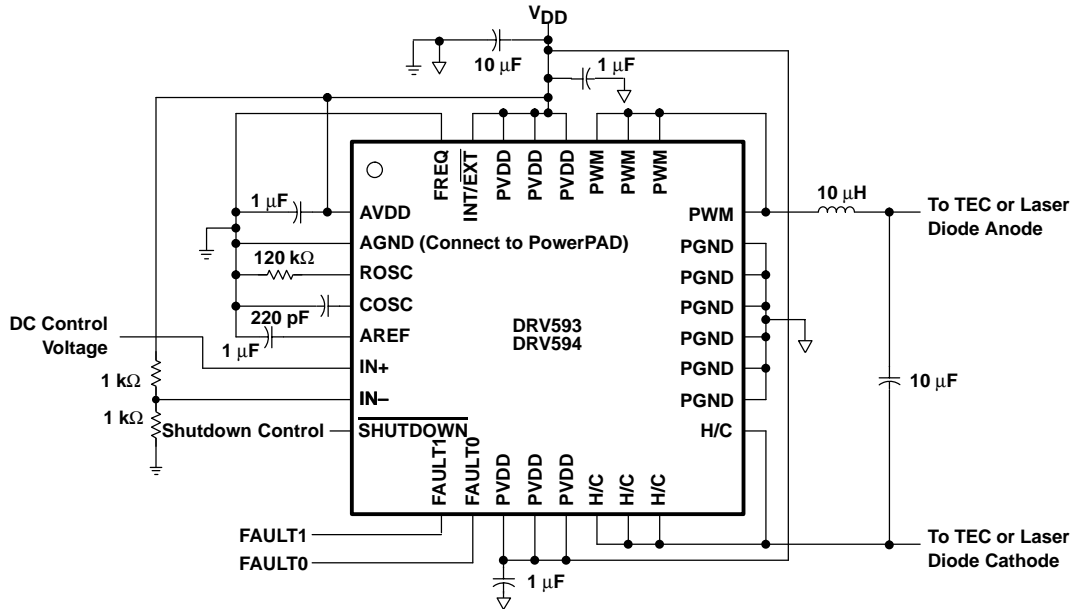 VDD
10 μF
1 μF
FREQ
INT/EXT
PVDD
PVDD
PVDD
PWM
PWM
PWM
1 μF
AVDD
AGND (Connect to PowerPAD)
120 kΩ
ROSC
COSC
220 pF
AREF
1 μF
DC Control
Voltage
IN+
1 kΩ
IN–
1 kΩ
Shutdown Control
SHUTDOWN
DRV593
DRV594
PWM
PGND
PGND
PGND
PGND
PGND
PGND
H/C
10 μH
To TEC or Laser
Diode Anode
10 μF
FAULT1
FAULT0
PVDD
PVDD
PVDD
H/C
H/C
H/C
FAULT1
FAULT0
1 μF
To TEC or Laser
Diode Cathode